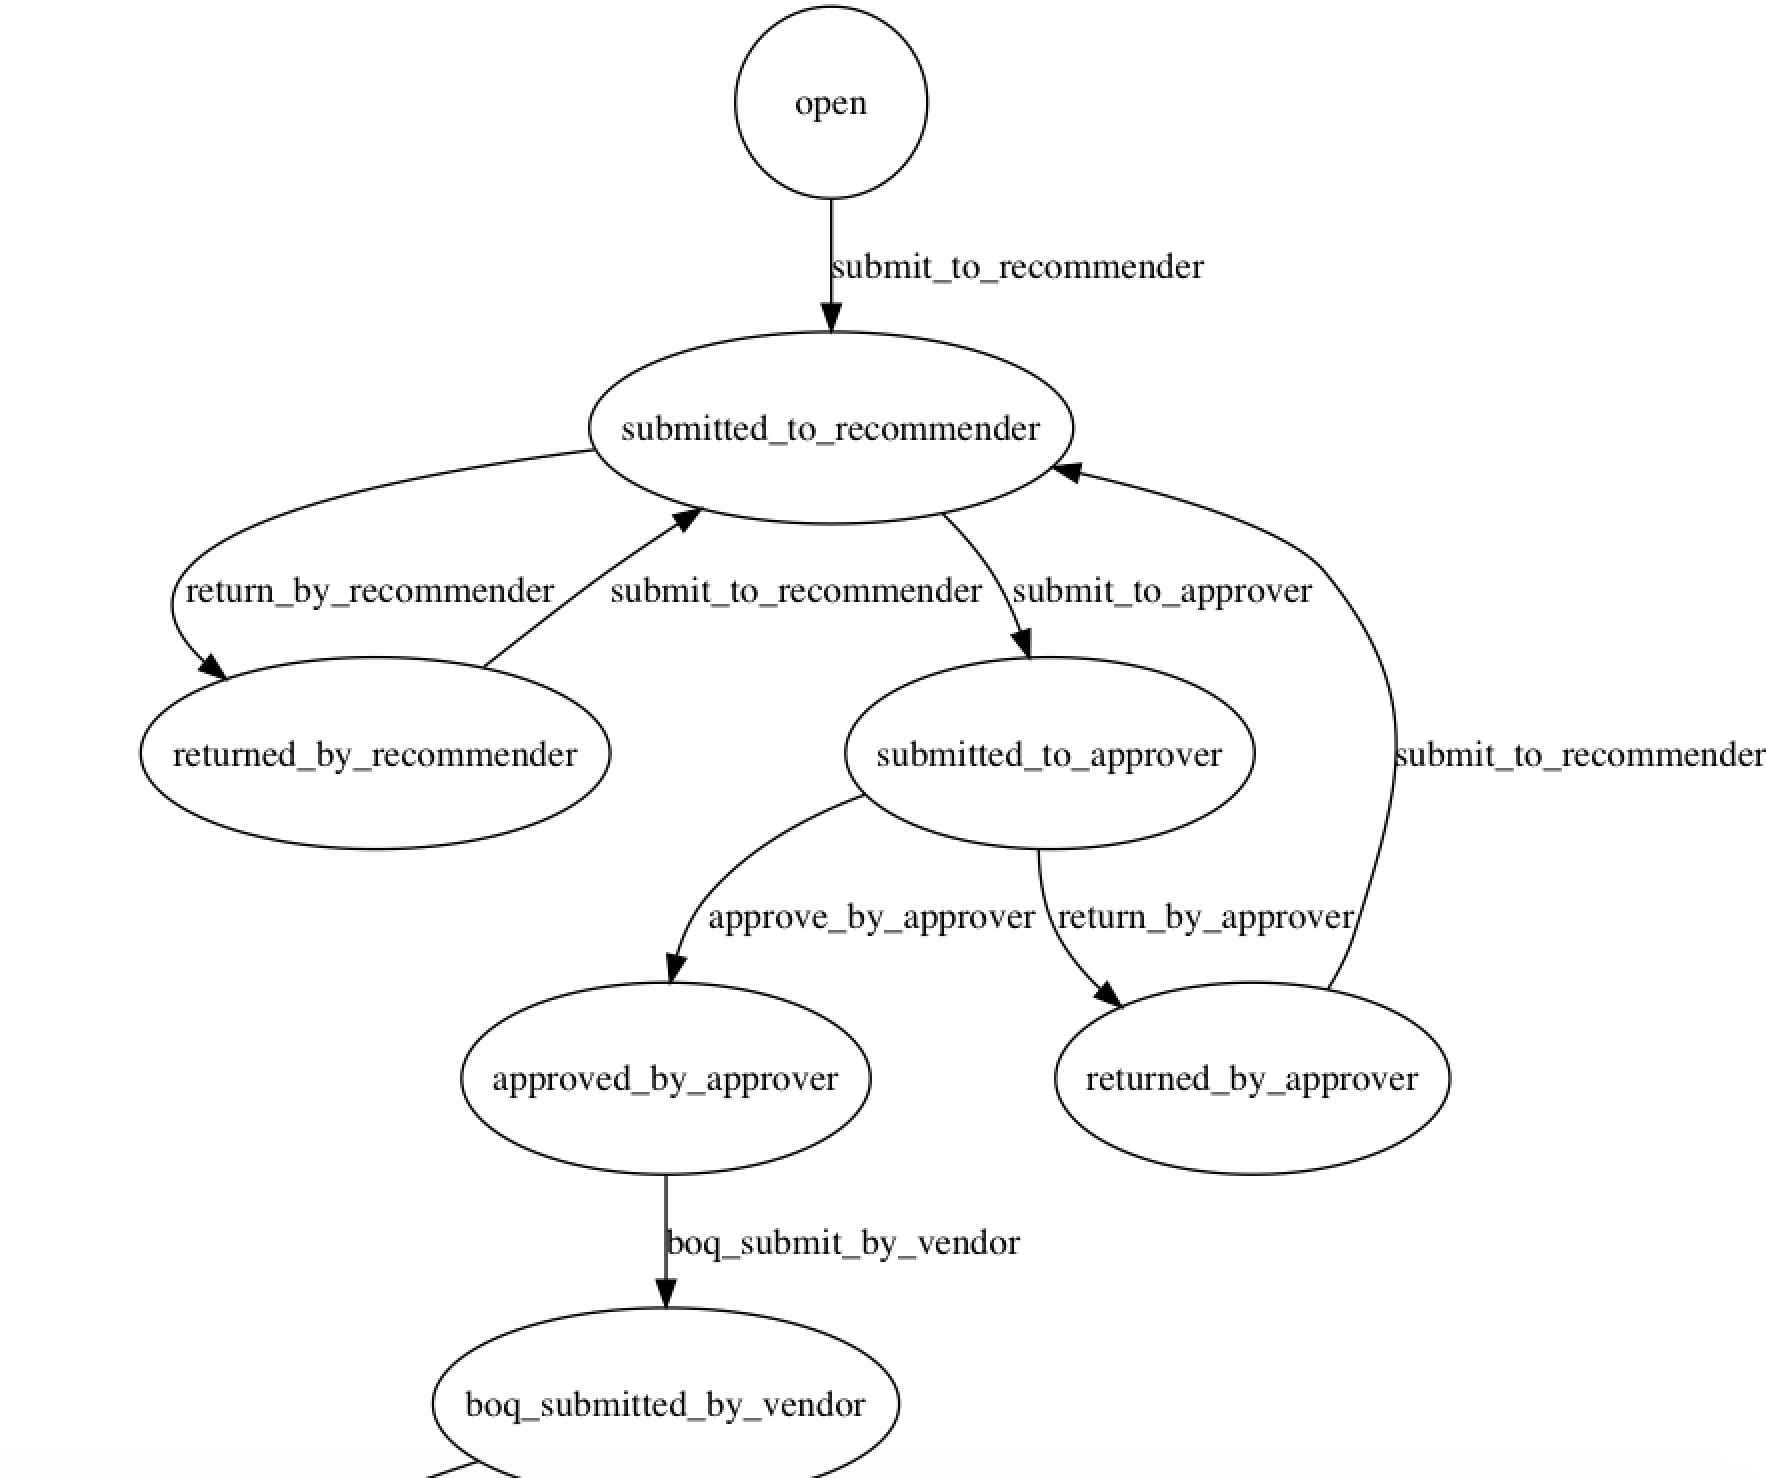 open
submit_to_recommender
submitted_to_recommender
return_by_recommender
submit_to_recommender
submit_to_approver
returned_by_recommender
submitted_to_approver
submit_to_recommender
approve_by_approver
return_by_approver
approved_by_approver
returned_by_approver
boq_submit_by_vendor
boq_submitted_by_vendor